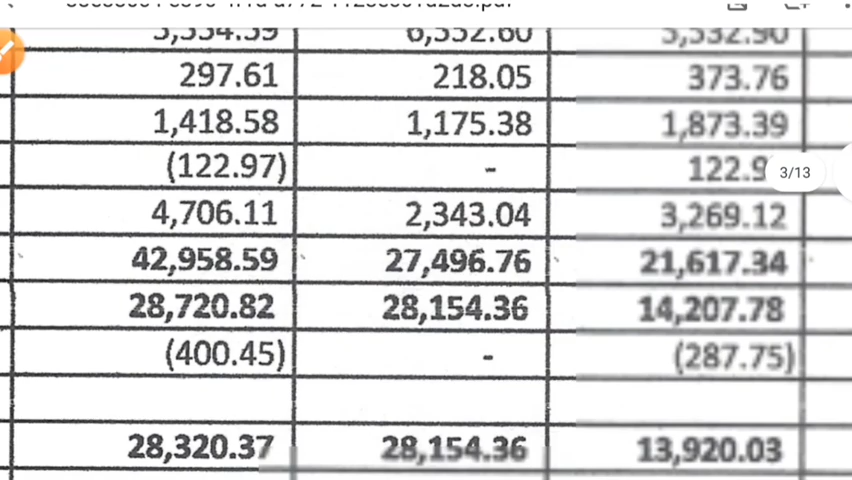 297.61 218.05 373.76
1,418.58 1,175.38 1,873.39
(122.97) - 122.9
3/13
4,706.11 2,343.04 3,269.12
42,958.59 27,496.76 21,617.34
28,720.82 28,154.36 14,207.78
(400.45) - (287.75)
28,320.37 28,154.36 13,920.03